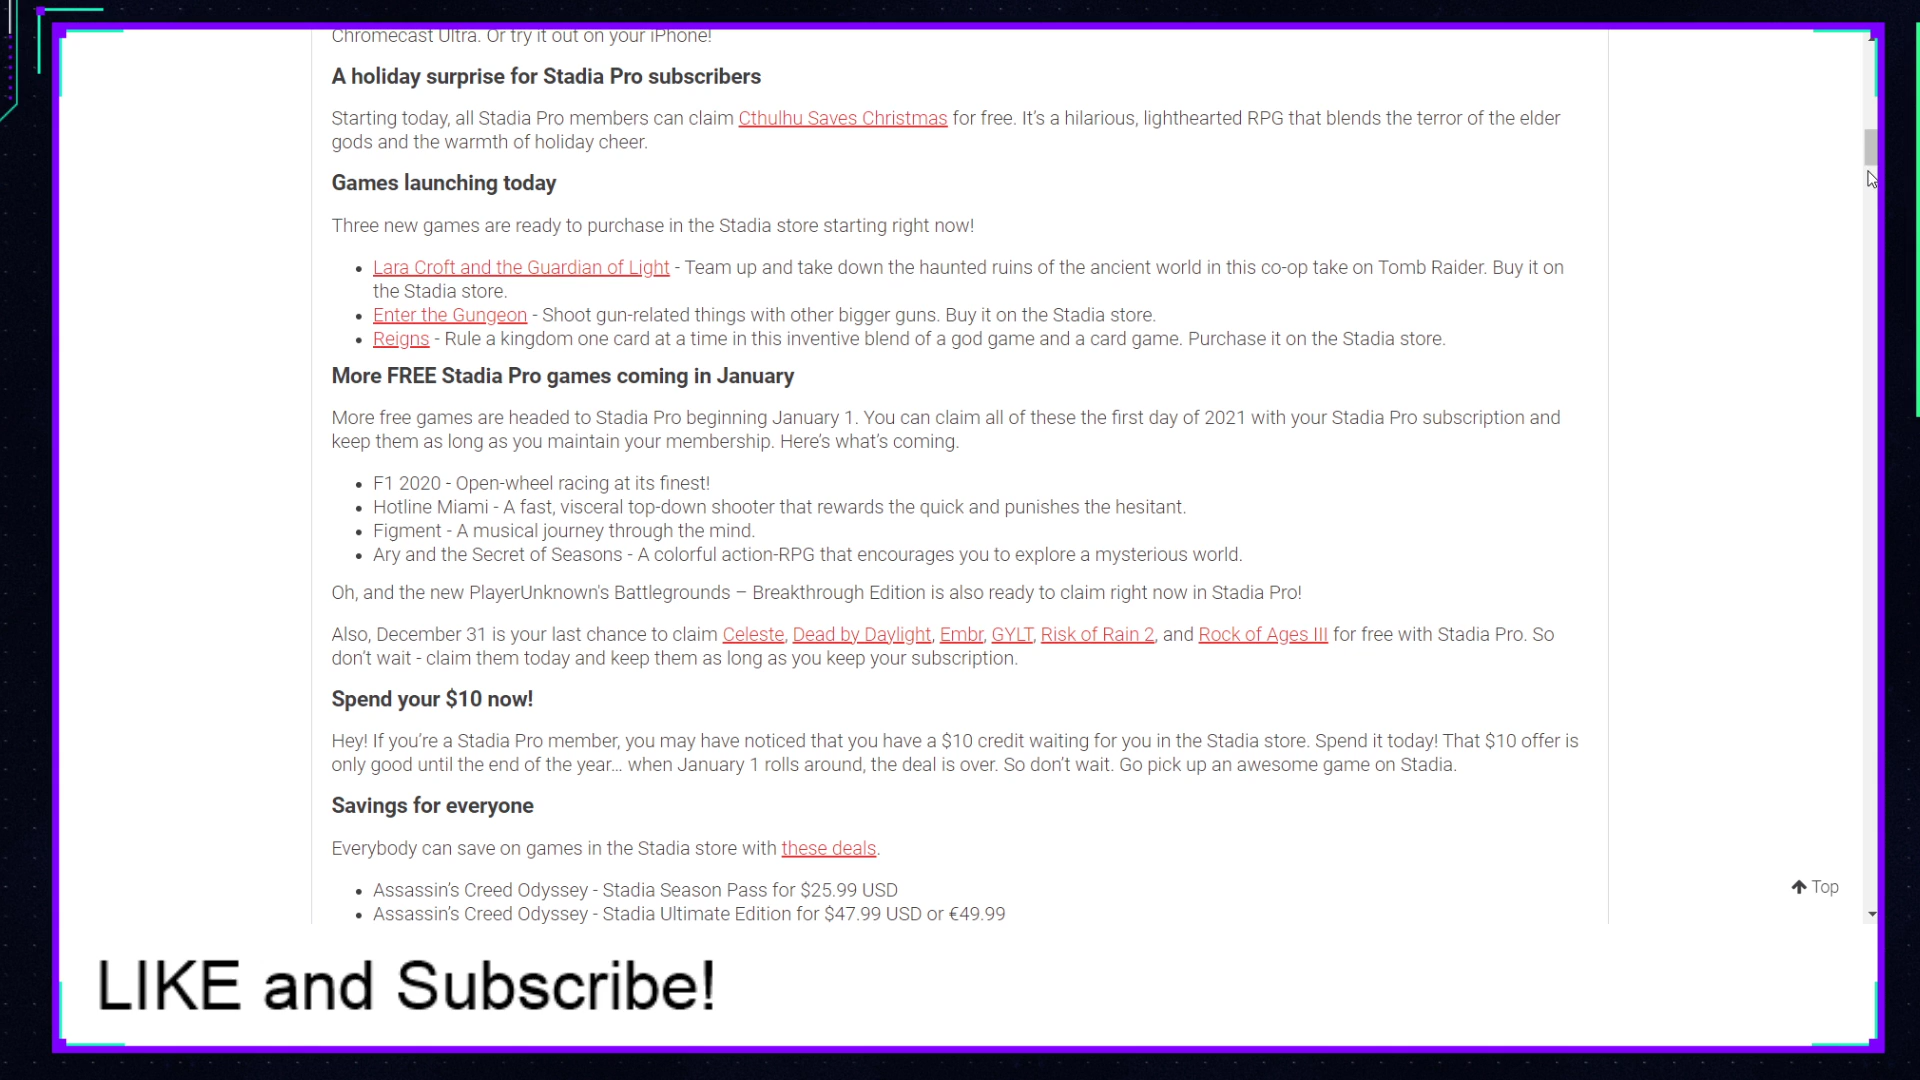 Chromecast Ultra. Or try it out on your iPhone!
A holiday surprise for Stadia Pro subscribers
Starting today, all Stadia Pro members can claim Cthulhu Saves Christmas for free. It’s a hilarious, lighthearted RPG that blends the terror of the elder
gods and the warmth of holiday cheer.
Games launching today
Three new games are ready to purchase in the Stadia store starting right now!
• Lara Croft and the Guardian of Light - Team up and take down the haunted ruins of the ancient world in this co-op take on Tomb Raider. Buy it on
the Stadia store.
• Enter the Gungeon - Shoot gun-related things with other bigger guns. Buy it on the Stadia store.
• Reigns - Rule a kingdom one card at a time in this inventive blend of a god game and a card game. Purchase it on the Stadia store.
More FREE Stadia Pro games coming in January
More free games are headed to Stadia Pro beginning January 1. You can claim all of these the first day of 2021 with your Stadia Pro subscription and
keep them as long as you maintain your membership. Here’s what’s coming.
• F1 2020 - Open-wheel racing at its finest!
• Hotline Miami - A fast, visceral top-down shooter that rewards the quick and punishes the hesitant.
• Figment - A musical journey through the mind.
• Ary and the Secret of Seasons - A colorful action-RPG that encourages you to explore a mysterious world.
Oh, and the new PlayerUnknown's Battlegrounds – Breakthrough Edition is also ready to claim right now in Stadia Pro!
Also, December 31 is your last chance to claim Celeste, Dead by Daylight, Embr, GYLT, Risk of Rain 2, and Rock of Ages III for free with Stadia Pro. So
don’t wait - claim them today and keep them as long as you keep your subscription.
Spend your $10 now!
Hey! If you’re a Stadia Pro member, you may have noticed that you have a $10 credit waiting for you in the Stadia store. Spend it today! That $10 offer is
only good until the end of the year… when January 1 rolls around, the deal is over. So don’t wait. Go pick up an awesome game on Stadia.
Savings for everyone
Everybody can save on games in the Stadia store with these deals.
• Assassin’s Creed Odyssey - Stadia Season Pass for $25.99 USD
• Assassin’s Creed Odyssey - Stadia Ultimate Edition for $47.99 USD or €49.99
Top
LIKE and Subscribe!